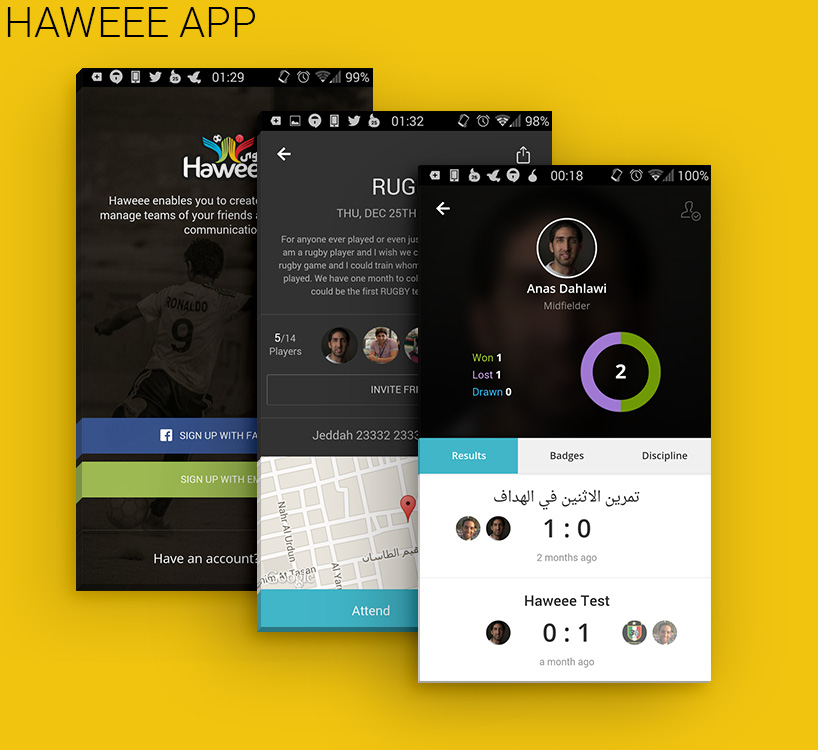 HAWEEE APP
01:29
99%
Haweee enables you to create
manage teams of your friends
communicatio
RONALDO
9
SIGN UP WITH FA
SIGN UP WITH EM
Have an account?
25
01:32
98%
RUG
THU, DEC 25TH
For anyone ever played or even jus
am a rugby player and I wish we c
rugby game and I could train whom
played. We have one month to col
could be the first RUGBY te
5/14
Players
INVITE FRI
Jeddah 23332 2333
Nahr Al Urdun
Google
Attend
00:18
100%
Anas Dahlawi
Midfielder
Won 1
Lost 1
Drawn 0
2
Results
Badges
Discipline
تمرين الاثنين في الهداف
1 : 0
2 months ago
Haweee Test
0 : 1
a month ago